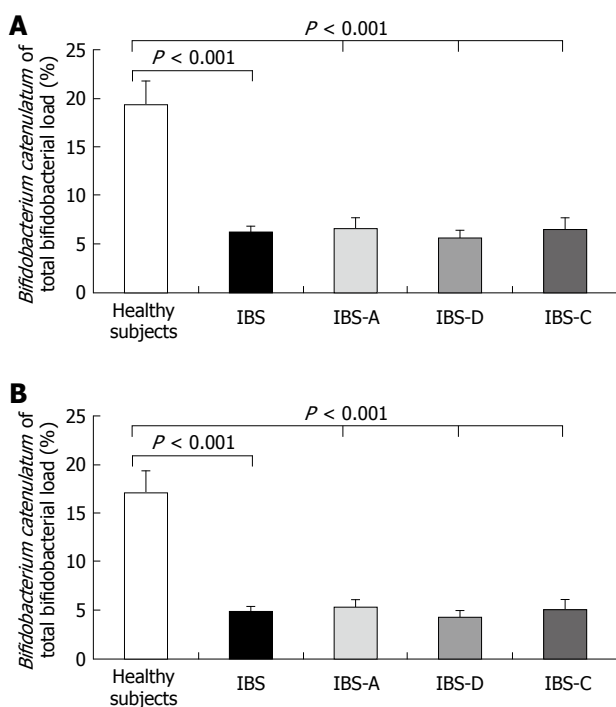 A
P < 0.001
P < 0.001
Bifidobacterium catenulatum of
total bifidobacterial load (%)
25
20
15
10
5
0
Healthy
subjects
IBS
IBS-A
IBS-D
IBS-C
B
P < 0.001
P < 0.001
Bifidobacterium catenulatum of
total bifidobacterial load (%)
25
20
15
10
5
0
Healthy
subjects
IBS
IBS-A
IBS-D
IBS-C